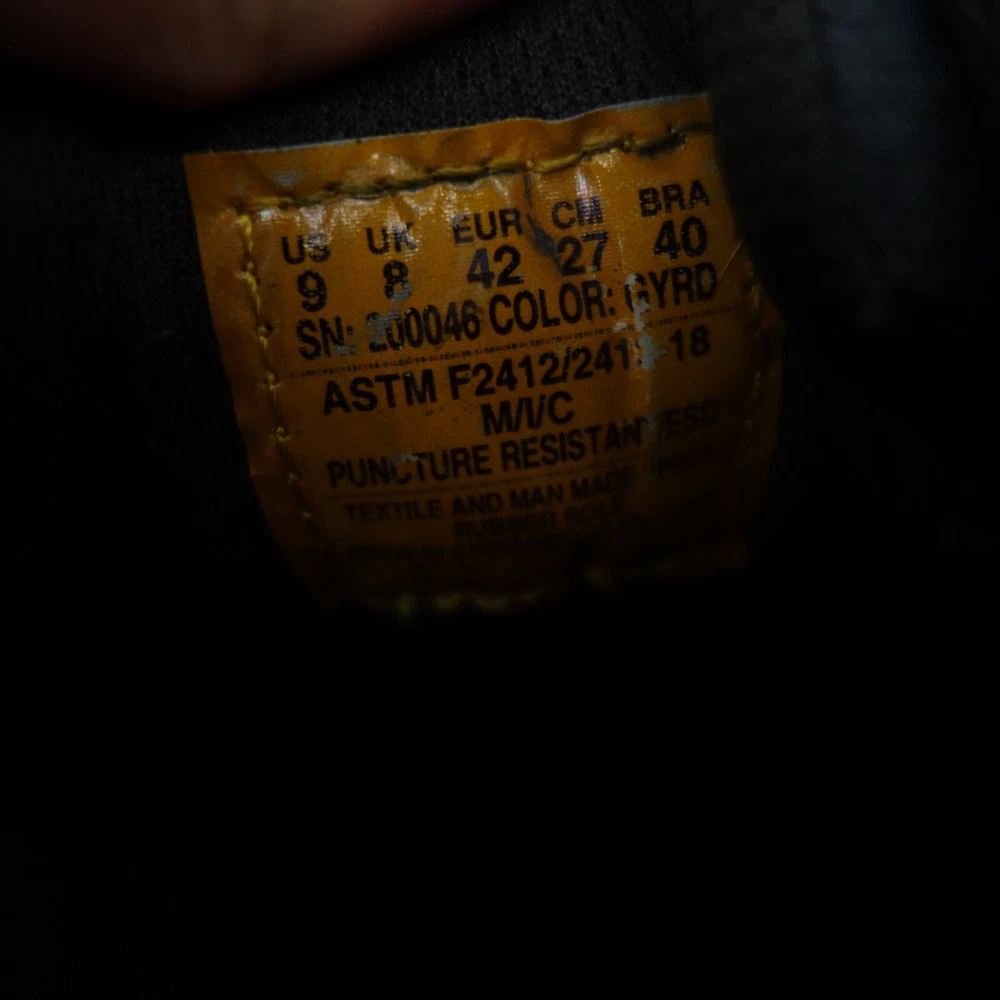 US UK EUR CM BRA
9 8 42 27 40
SN: 200046 COLOR: GYRD
ASTM F2412/2413-18
M/I/C
PUNCTURE RESISTANT/ESD
TEXTILE AND MAN MADE
RUBBER SOLE